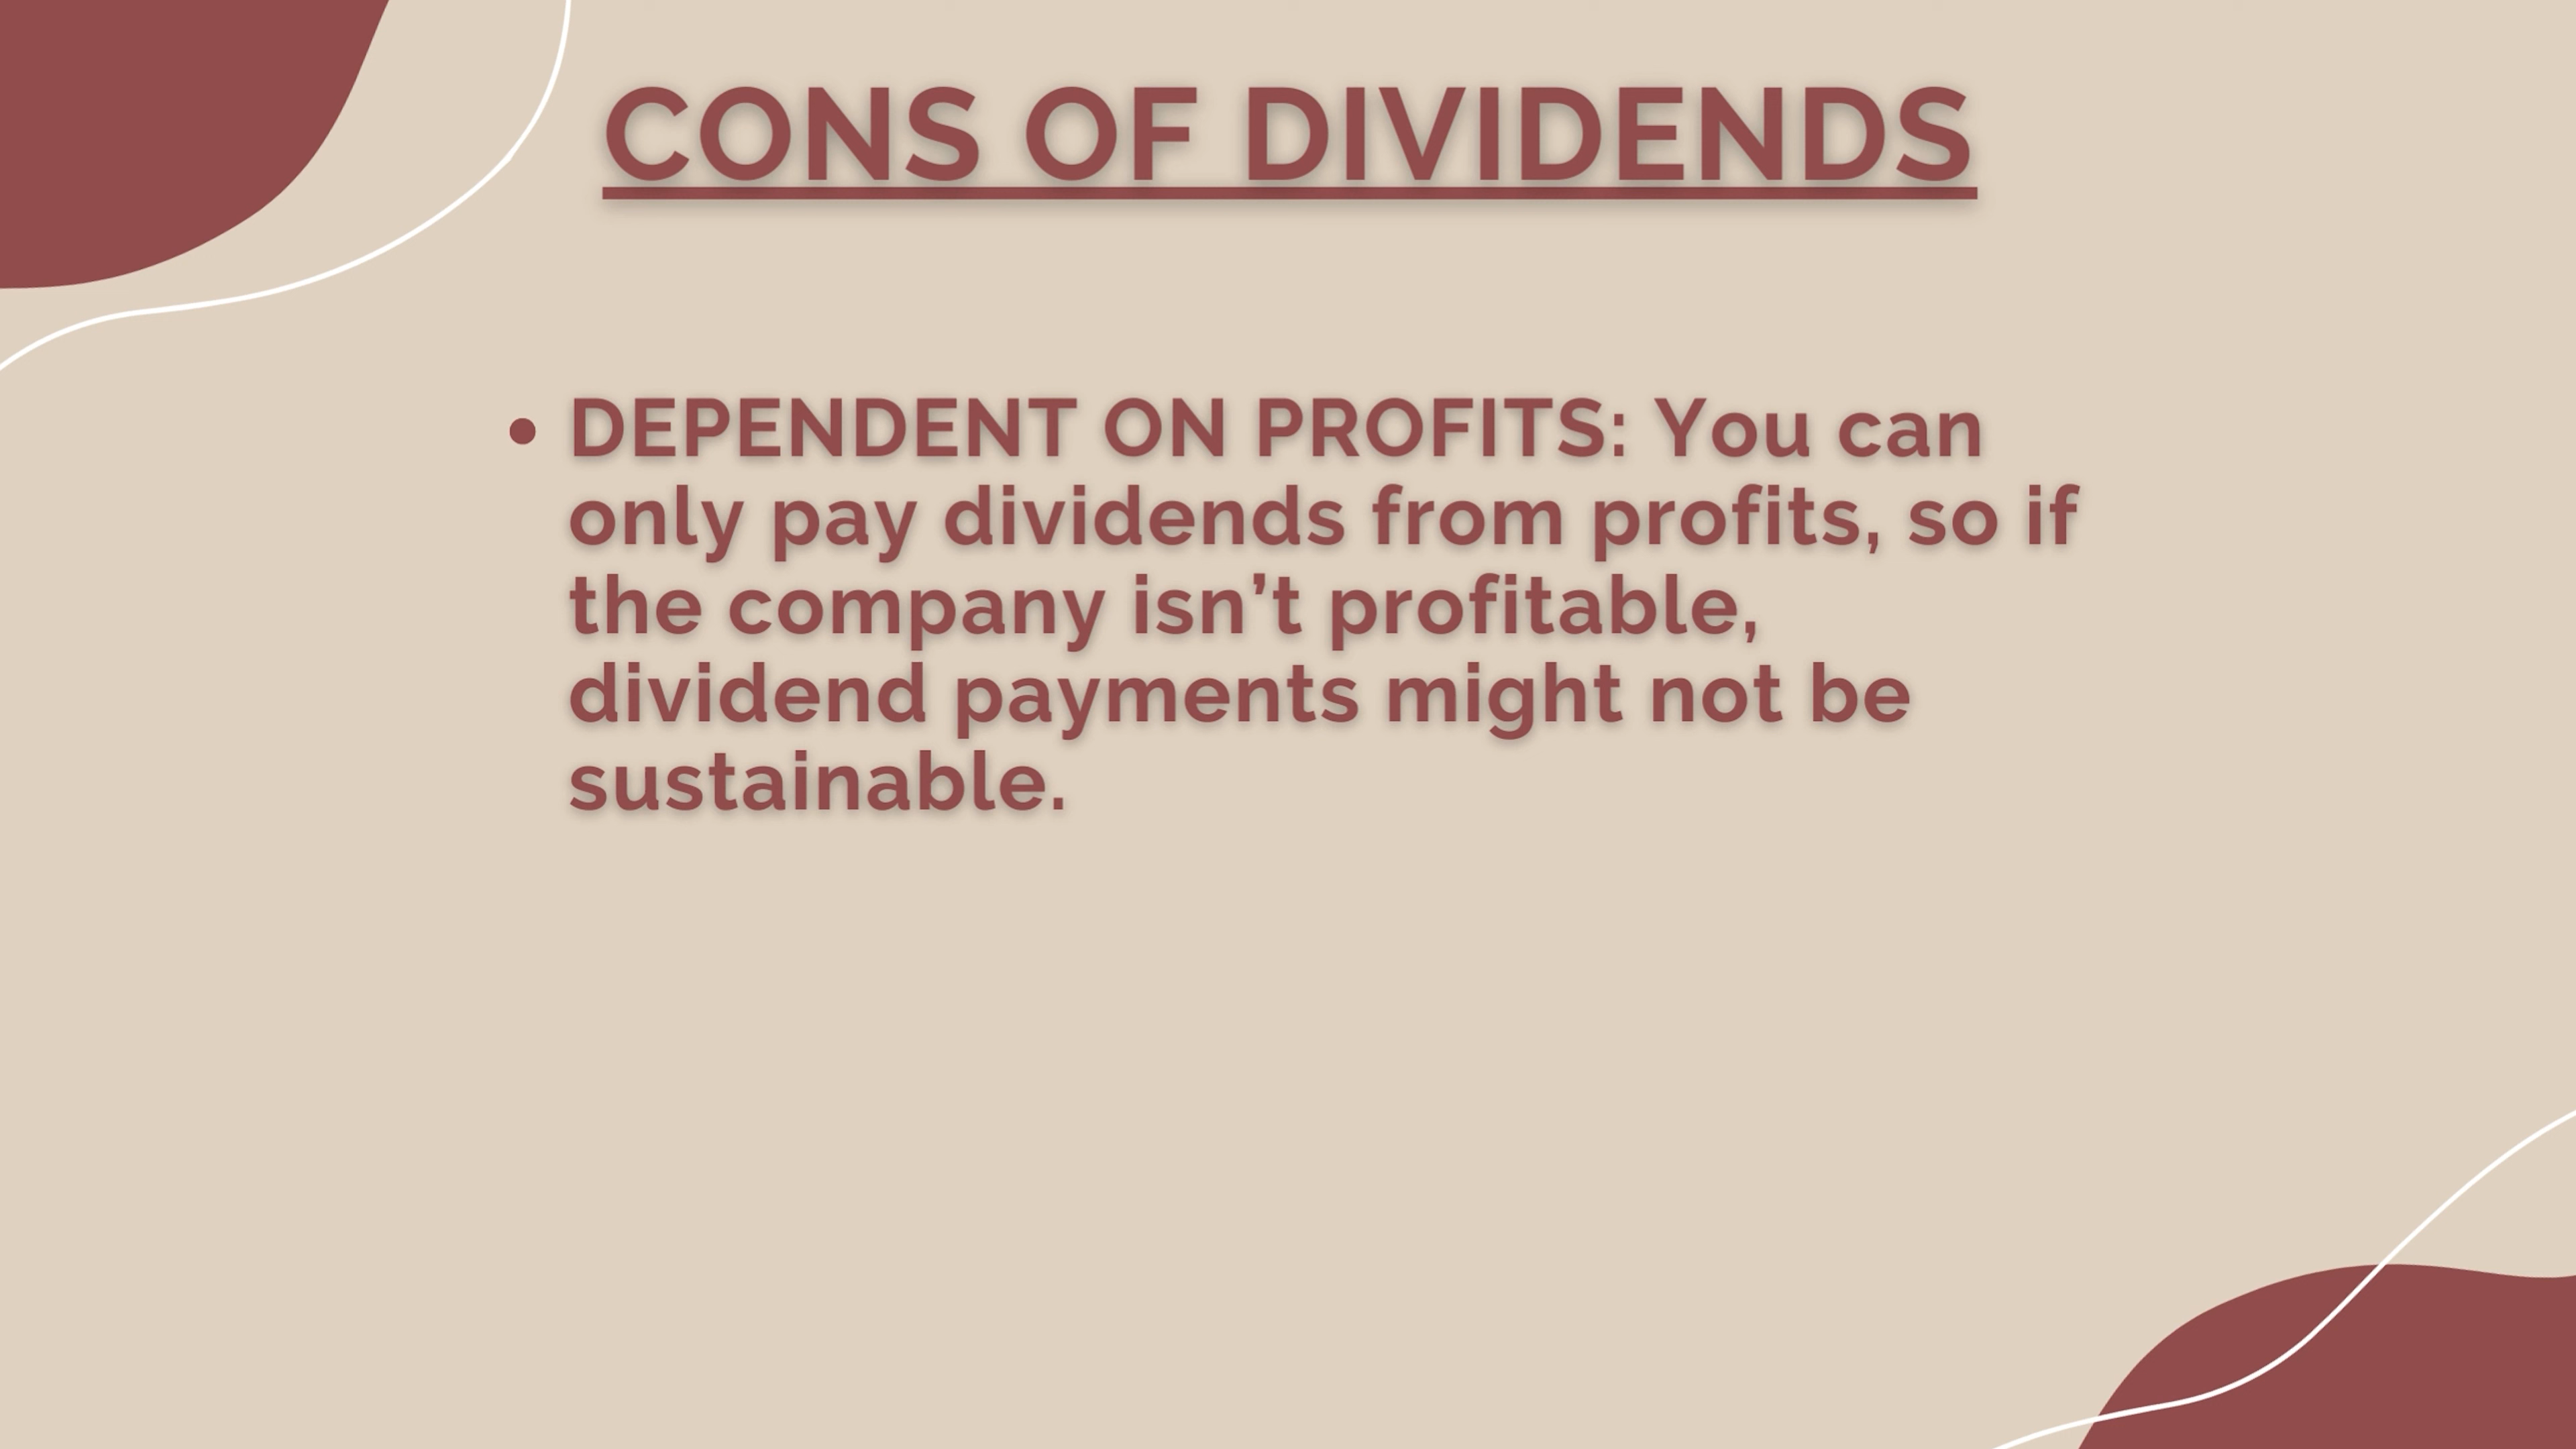 CONS OF DIVIDENDS
• DEPENDENT ON PROFITS: You can
only pay dividends from profits, so if
the company isn’t profitable,
dividend payments might not be
sustainable.